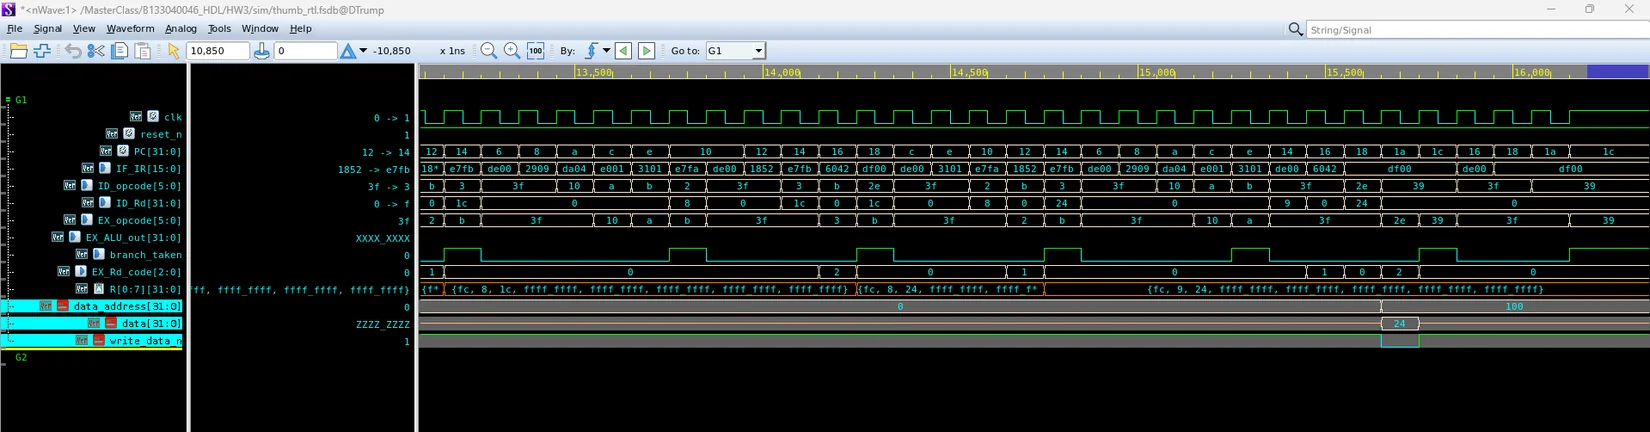 *<nWave:1> /MasterClass/B133040046_HDL/HW3/sim/thumb_rtl.fsdb@DTrump
File Signal View Waveform Analog Tools Window Help
String/Signal
10,850 0 -10,850 x 1ns 100 By: Go to: G1
13,500 14,000 14,500 15,000 15,500 16,000
G1
clk 0 -> 1
reset_n 1
PC[31:0] 12 -> 14 12 14 6 8 a c e 10 12 14 16 18 c e 10 12 14 6 8 a c e 14 16 18 1a 1c 16 18 1a 1c
IF_IR[15:0] 1852 -> e7fb 18* e7fb de00 2909 da04 e001 3101 e7fa de00 1852 e7fb 6042 df00 de00 3101 e7fa 1852 e7fb de00 2909 da04 e001 3101 de00 6042 df00 de00 df00
ID_opcode[5:0] 3f -> 3 b 3 3f 10 a b 2 3f 3 b 2e 3f 2 b 3 3f 10 a b 3f 2e 39 3f 39
ID_Rd[31:0] 0 -> f 0 1c 0 8 0 1c 0 1c 0 8 0 24 0 9 0 24 0
EX_opcode[5:0] 3f 2 b 3f 10 a b 3f 3 b 3f 2 b 3f 10 a 3f 2e 39 3f 39
EX_ALU_out[31:0] XXXX_XXXX
branch_taken 0
EX_Rd_code[2:0] 0 1 0 2 0 1 0 1 0 2 0
R[0:7][31:0] ff, ffff_ffff, ffff_ffff, ffff_ffff, ffff_ffff} {f* {fc, 8, 1c, ffff_ffff, ffff_ffff, ffff_ffff, ffff_ffff, ffff_ffff} {fc, 8, 24, ffff_ffff, ffff_f* {fc, 9, 24, ffff_ffff, ffff_ffff, ffff_ffff, ffff_ffff, ffff_ffff}
data_address[31:0] 0 0 100
data[31:0] ZZZZ_ZZZZ 24
write_data_n 1
G2